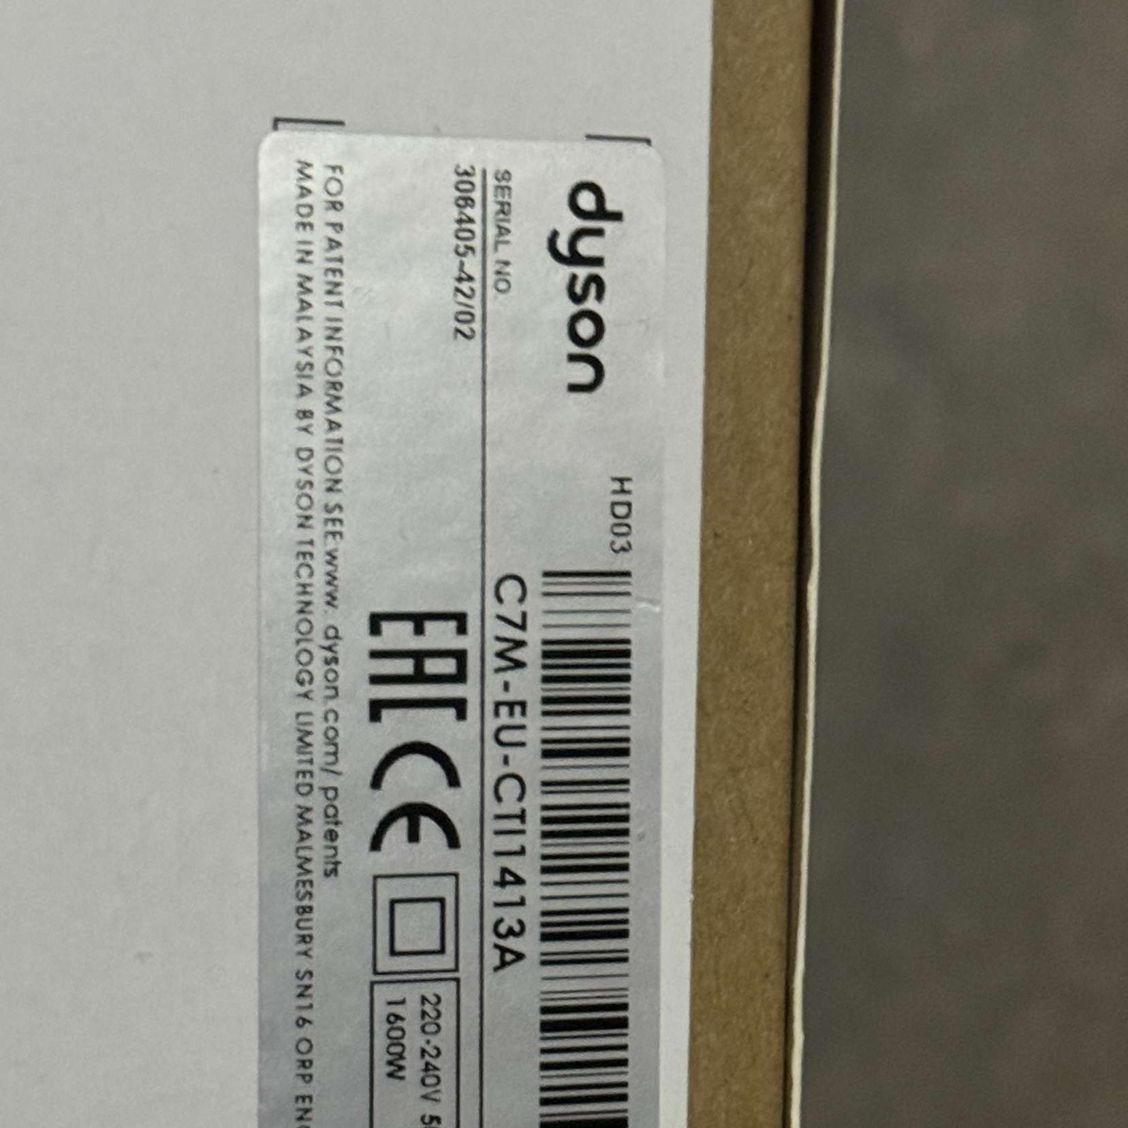 dyson
HD03
SERIAL NO.
C7M-EU-CTI1413A
306405-42/02
EAC CE
220-240V
1600W
FOR PATENT INFORMATION SEE:www. dyson.com/ patents
MADE IN MALAYSIA BY DYSON TECHNOLOGY LIMITED MALMESBURY SN16 ORP